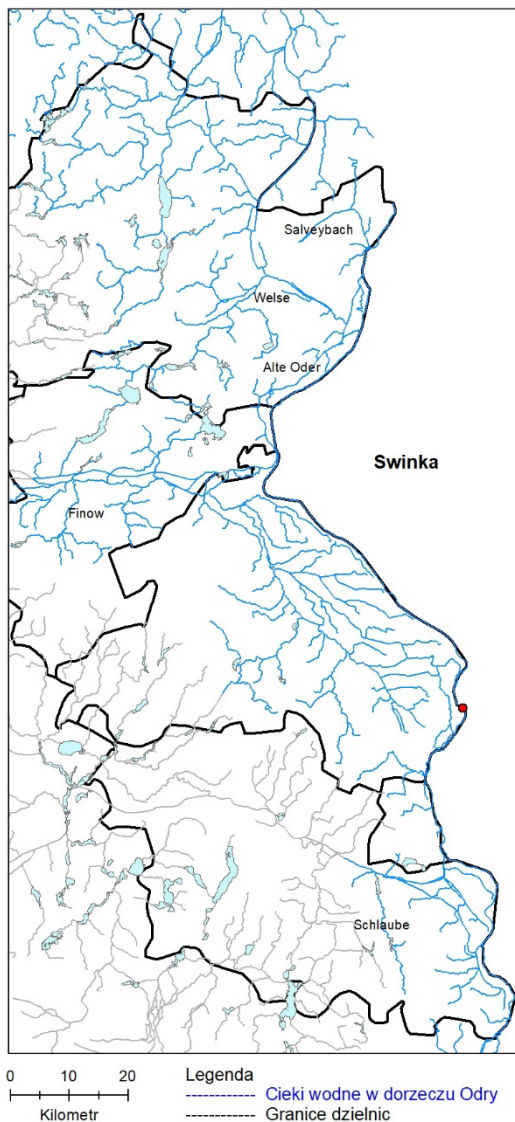 Salveybach
Welse
Alte Oder
Swinka
Finow
Schlaube
0 10 20
Kilometr
Legenda
Cieki wodne w dorzeczu Odry
Granice dzielnic